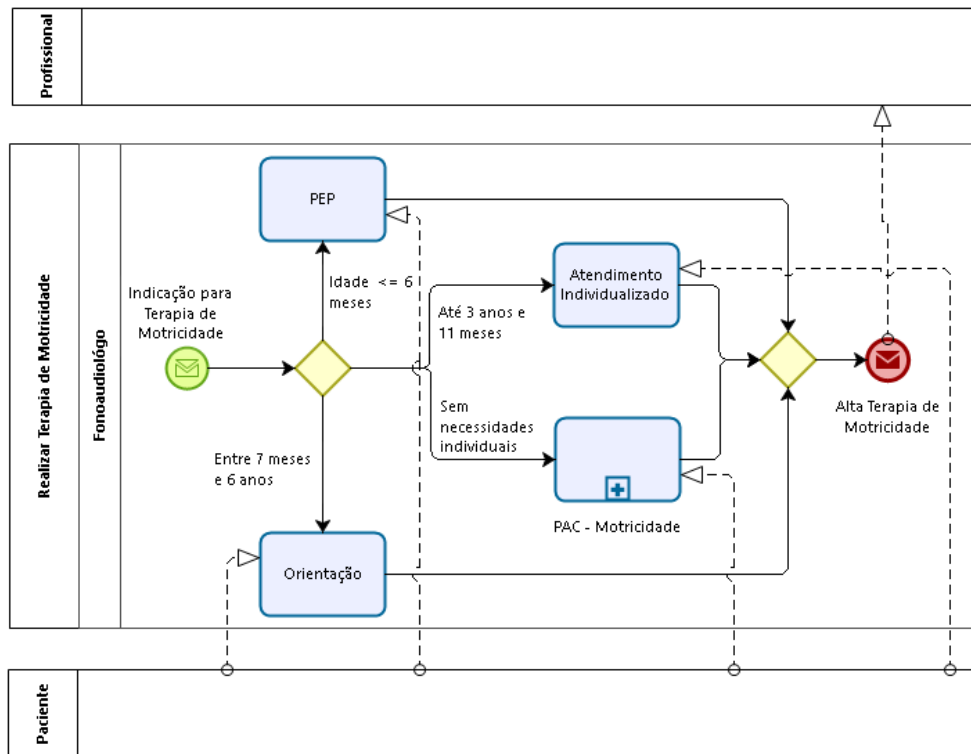 Profissional
Realizar Terapia de Motricidade
Fonoaudiológo
PEP
Idade <= 6
meses
Indicação para
Terapia de
Motricidade
Atendimento
Individualizado
Até 3 anos e
11 meses
Sem
necessidades
individuais
Alta Terapia de
Motricidade
Entre 7 meses
e 6 anos
PAC - Motricidade
Orientação
Paciente